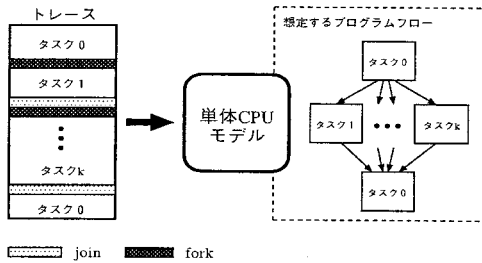 トレース
タスク0
タスク1
タスクk
タスク0
単体CPU
モデル
想定するプログラムフロー
タスク0
タスク1
タスクk
タスク0
join
fork